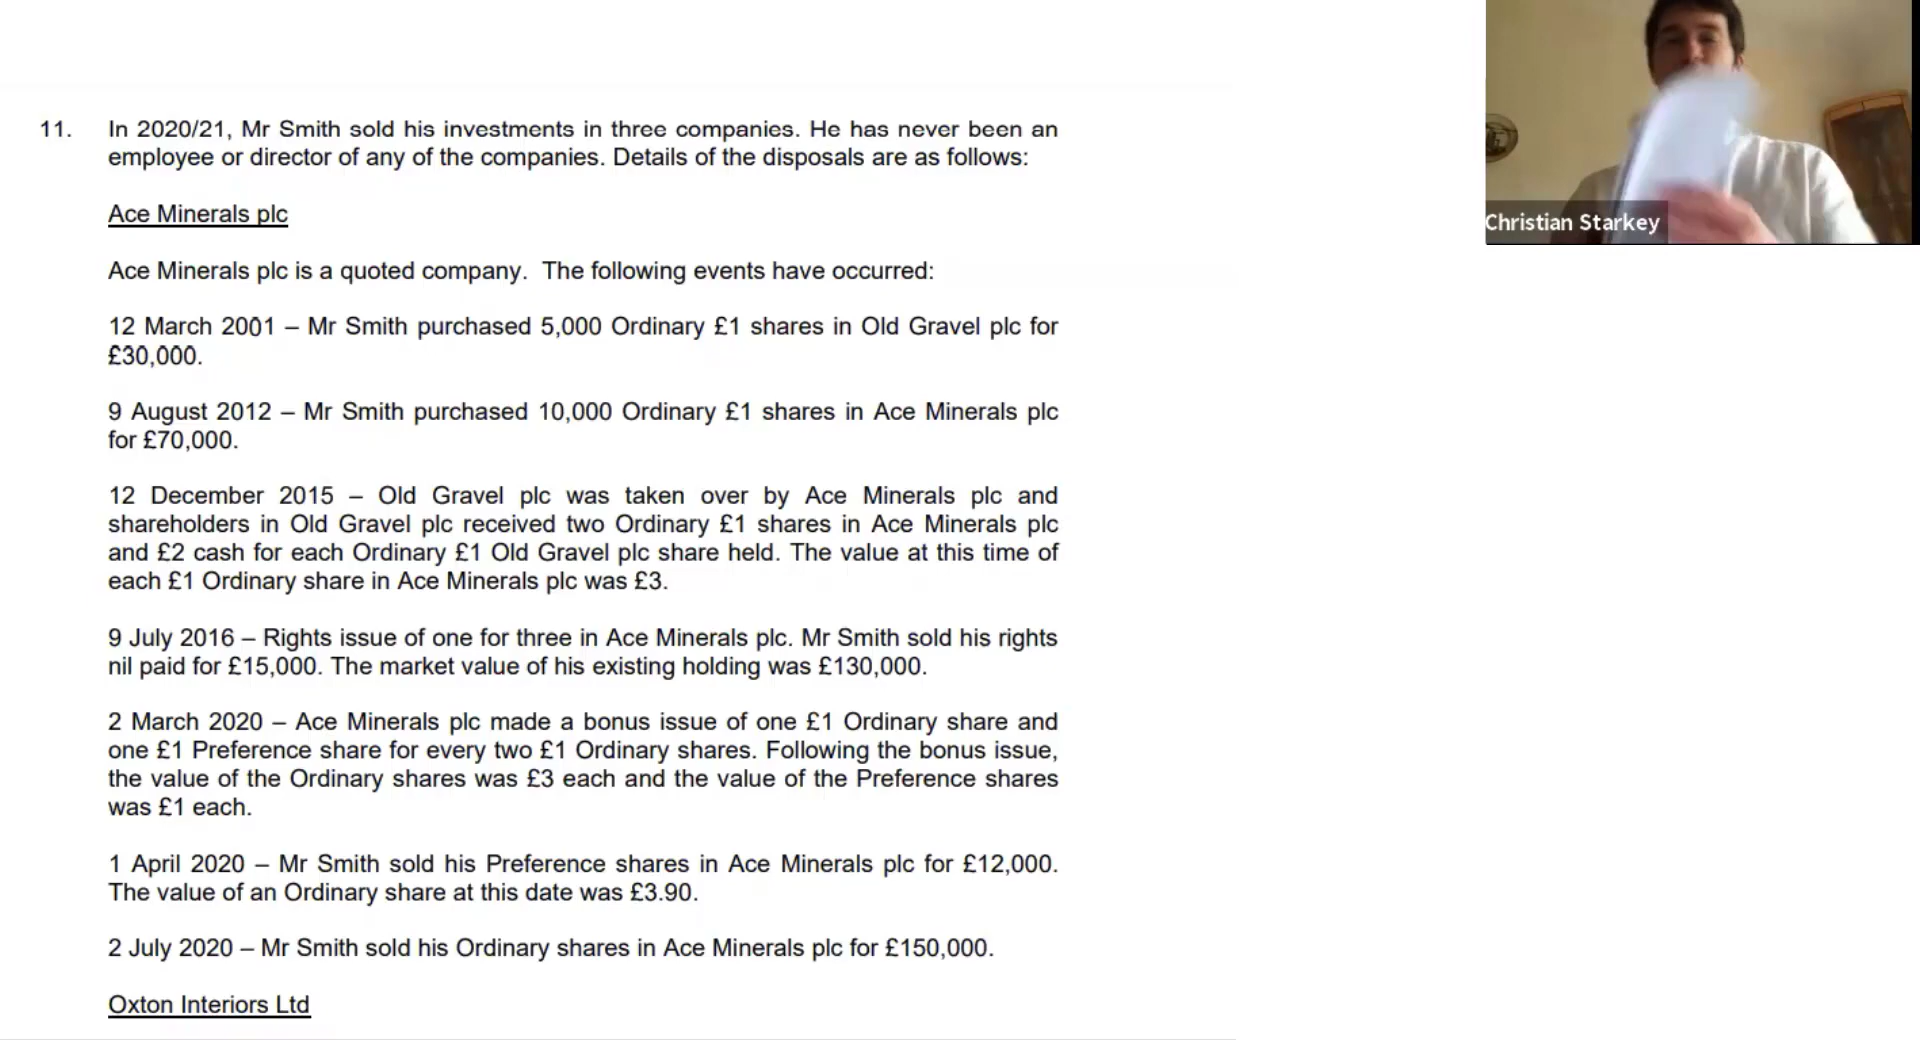 11. In 2020/21, Mr Smith sold his investments in three companies. He has never been an
employee or director of any of the companies. Details of the disposals are as follows:
Ace Minerals plc
Ace Minerals plc is a quoted company. The following events have occurred:
12 March 2001 – Mr Smith purchased 5,000 Ordinary £1 shares in Old Gravel plc for
£30,000.
9 August 2012 – Mr Smith purchased 10,000 Ordinary £1 shares in Ace Minerals plc
for £70,000.
12 December 2015 – Old Gravel plc was taken over by Ace Minerals plc and
shareholders in Old Gravel plc received two Ordinary £1 shares in Ace Minerals plc
and £2 cash for each Ordinary £1 Old Gravel plc share held. The value at this time of
each £1 Ordinary share in Ace Minerals plc was £3.
9 July 2016 – Rights issue of one for three in Ace Minerals plc. Mr Smith sold his rights
nil paid for £15,000. The market value of his existing holding was £130,000.
2 March 2020 – Ace Minerals plc made a bonus issue of one £1 Ordinary share and
one £1 Preference share for every two £1 Ordinary shares. Following the bonus issue,
the value of the Ordinary shares was £3 each and the value of the Preference shares
was £1 each.
1 April 2020 – Mr Smith sold his Preference shares in Ace Minerals plc for £12,000.
The value of an Ordinary share at this date was £3.90.
2 July 2020 – Mr Smith sold his Ordinary shares in Ace Minerals plc for £150,000.
Oxton Interiors Ltd
Christian Starkey